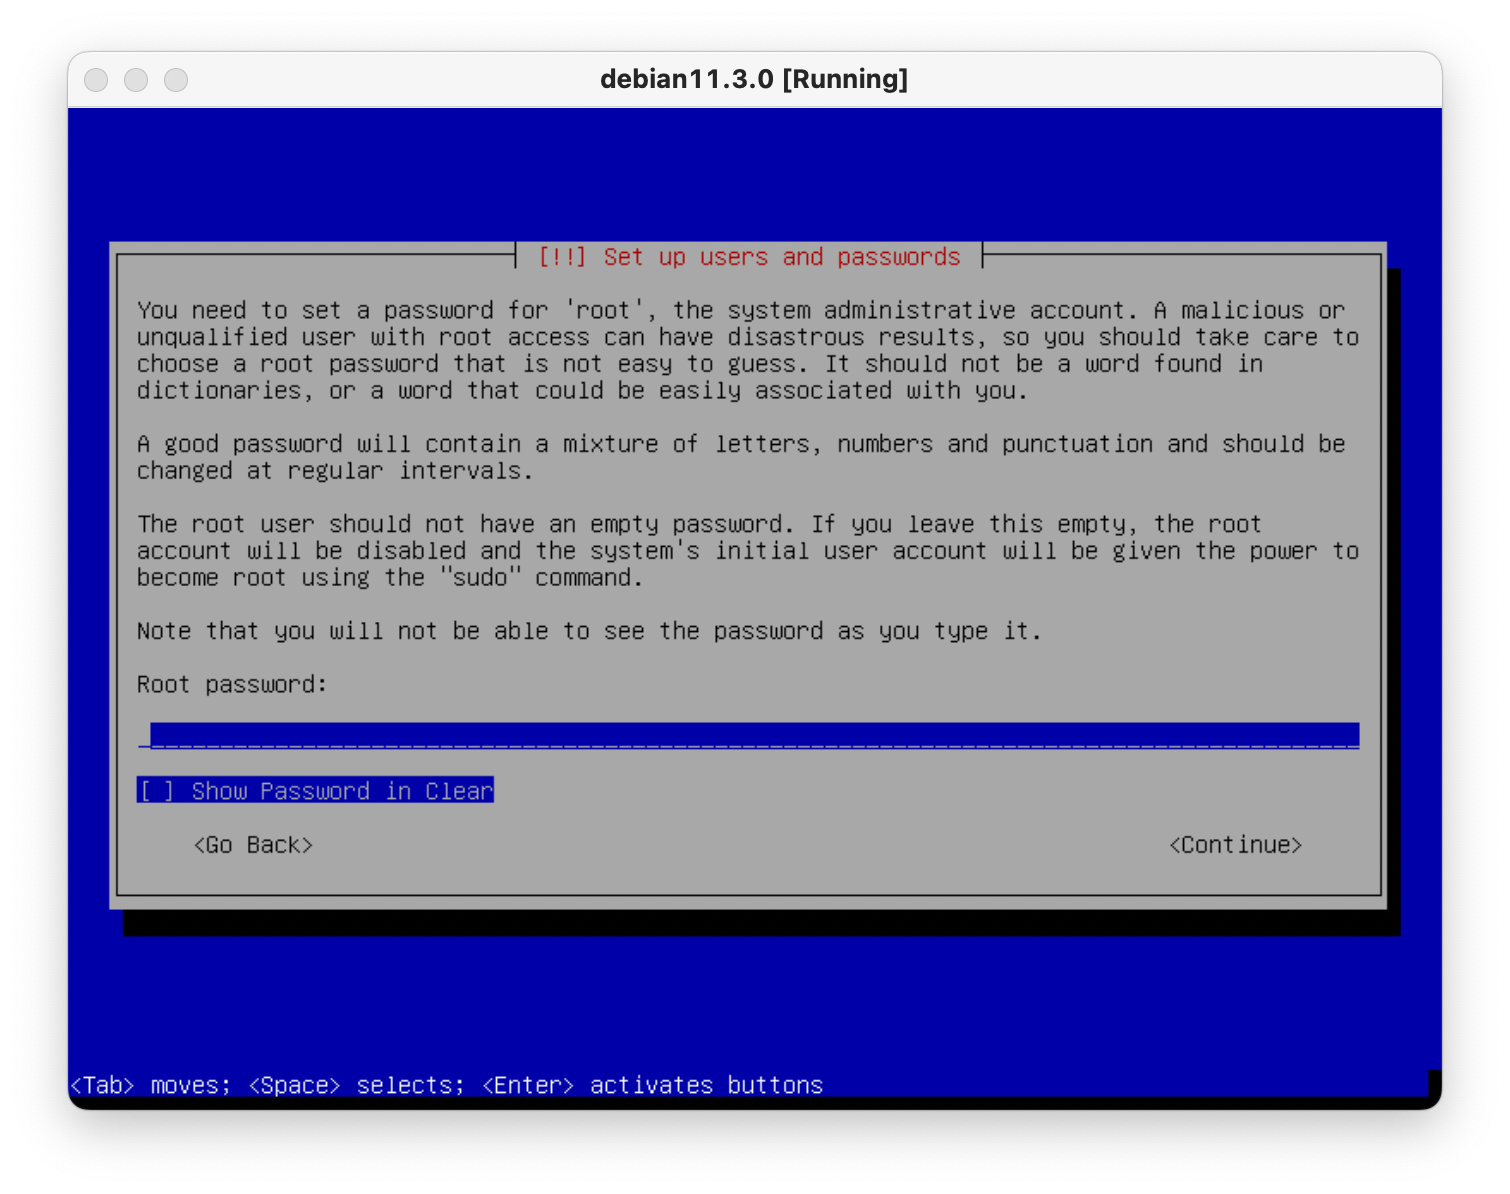 debian11.3.0 [Running]
[!!] Set up users and passwords
You need to set a password for 'root', the system administrative account. A malicious or
unqualified user with root access can have disastrous results, so you should take care to
choose a root password that is not easy to guess. It should not be a word found in
dictionaries, or a word that could be easily associated with you.
A good password will contain a mixture of letters, numbers and punctuation and should be
changed at regular intervals.
The root user should not have an empty password. If you leave this empty, the root
account will be disabled and the system's initial user account will be given the power to
become root using the "sudo" command.
Note that you will not be able to see the password as you type it.
Root password:
[ ] Show Password in Clear
<Go Back> <Continue>
<Tab> moves; <Space> selects; <Enter> activates buttons